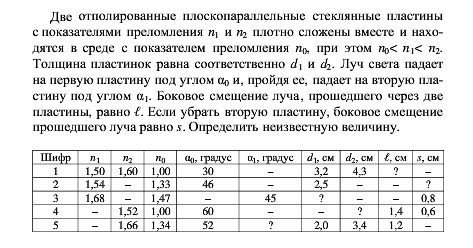 Две отполированные плоскопараллельные стеклянные пластины
с показателями преломления n₁ и n₂ плотно сложены вместе и нахо-
дятся в среде с показателем преломления n₀, при этом n₀< n₁< n₂.
Толщина пластинок равна соответственно d₁ и d₂. Луч света падает
на первую пластину под углом α₀ и, пройдя ее, падает на вторую пла-
стину под углом α₁. Боковое смещение луча, прошедшего через две
пластины, равно ℓ. Если убрать вторую пластину, боковое смещение
прошедшего луча равно s. Определить неизвестную величину.
Шифр n₁ n₂ n₀ α₀, градус α₁, градус d₁, см d₂, см ℓ, см s, см
1 1,50 1,60 1,00 30 – 3,2 4,3 ? –
2 1,54 – 1,33 46 – 2,5 – – ?
3 1,68 – 1,47 – 45 ? – – 0,8
4 – 1,52 1,00 60 – – ? 1,4 0,6
5 – 1,66 1,34 52 ? 2,0 3,4 1,2 –